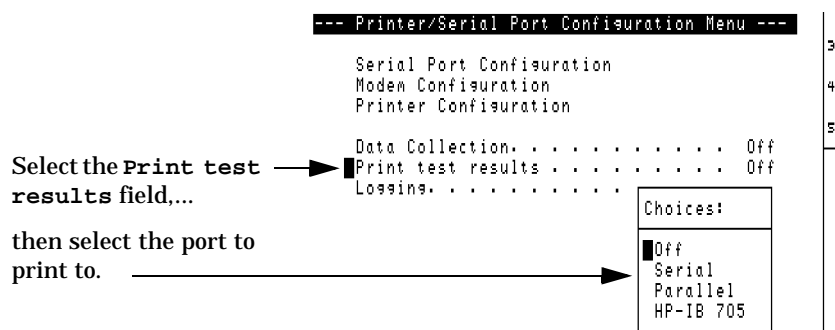 --- Printer/Serial Port Configuration Menu ---
Serial Port Configuration
Modem Configuration
Printer Configuration
Data Collection. . . . . . . . . . . Off
Print test results . . . . . . . . . Off
Logging. . . . . . . . . .
Select the Print test
results field,...
then select the port to
print to.
Choices:
Off
Serial
Parallel
HP-IB 705
3
4
5